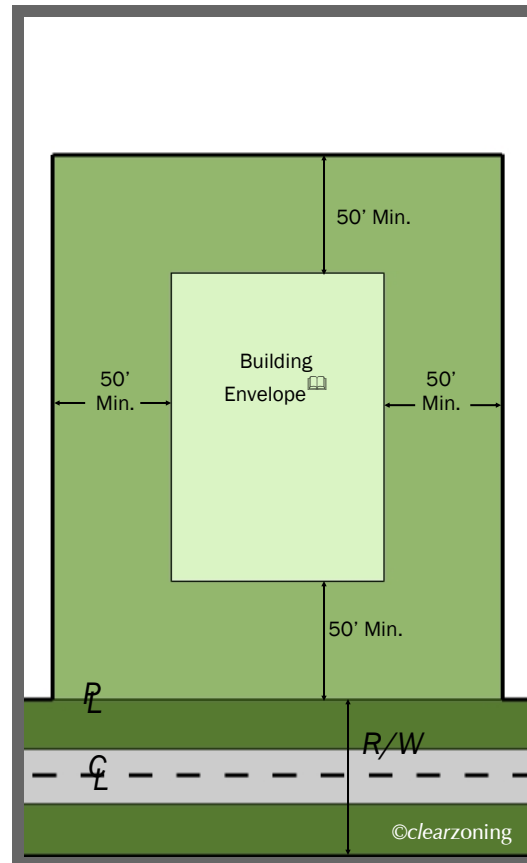 50’ Min.
Building
Envelope
50’
Min.
50’
Min.
50’ Min.
PL
R/W
CL
©clearzoning